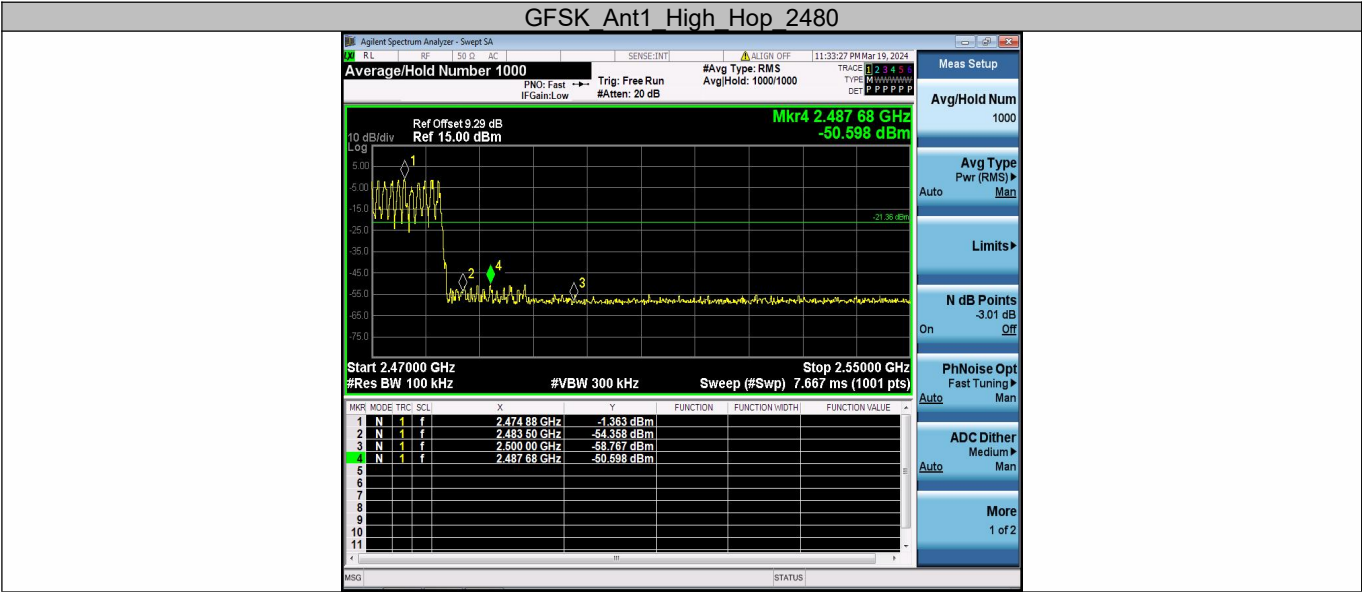 GFSK_Ant1_High_Hop_2480
Agilent Spectrum Analyzer - Swept SA
RL RF 50 Ω AC SENSE:INT ALIGN OFF 11:33:27 PM Mar 19, 2024
Average/Hold Number 1000
PNO: Fast
IFGain:Low
Trig: Free Run
#Atten: 20 dB
#Avg Type: RMS
Avg|Hold: 1000/1000
TRACE 1 2 3 4 5 6
TYPE M
DET P P P P P P
Mkr4 2.487 68 GHz
-50.598 dBm
Ref Offset 9.29 dB
10 dB/div Ref 15.00 dBm
Log
5.00
-5.00
-15.0
-25.0
-35.0
-45.0
-55.0
-65.0
-75.0
-21.36 dBm
1
2
4
3
Start 2.47000 GHz Stop 2.55000 GHz
#Res BW 100 kHz #VBW 300 kHz Sweep (#Swp) 7.667 ms (1001 pts)
MKR MODE TRC SCL X Y FUNCTION FUNCTION WIDTH FUNCTION VALUE
1 N 1 f 2.474 88 GHz -1.363 dBm
2 N 1 f 2.483 50 GHz -54.358 dBm
3 N 1 f 2.500 00 GHz -58.767 dBm
4 N 1 f 2.487 68 GHz -50.598 dBm
5
6
7
8
9
10
11
MSG STATUS
Meas Setup
Avg/Hold Num
1000
Avg Type
Pwr (RMS)
Auto Man
Limits
N dB Points
-3.01 dB
On Off
PhNoise Opt
Fast Tuning
Auto Man
ADC Dither
Medium
Auto Man
More
1 of 2